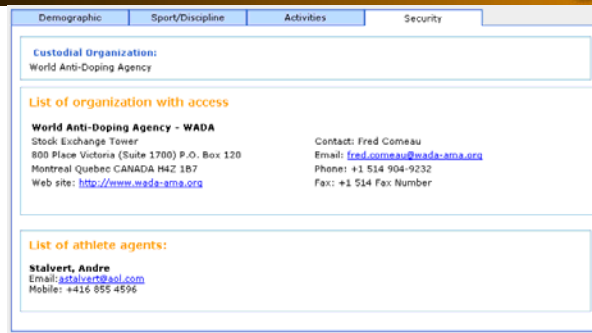 Demographic
Sport/Discipline
Activities
Security
Custodial Organization:
World Anti-Doping Agency
List of organization with access
World Anti-Doping Agency - WADA
Stock Exchange Tower
800 Place Victoria (Suite 1700) P.O. Box 120
Montreal Quebec CANADA H4Z 1B7
Web site: http://www.wada-ama.org
Contact: Fred Comeau
Email: fred.comeau@wada-ama.org
Phone: +1 514 904-9232
Fax: +1 514 Fax Number
List of athlete agents:
Stalvert, Andre
Email:astalvert@aol.com
Mobile: +416 855 4596